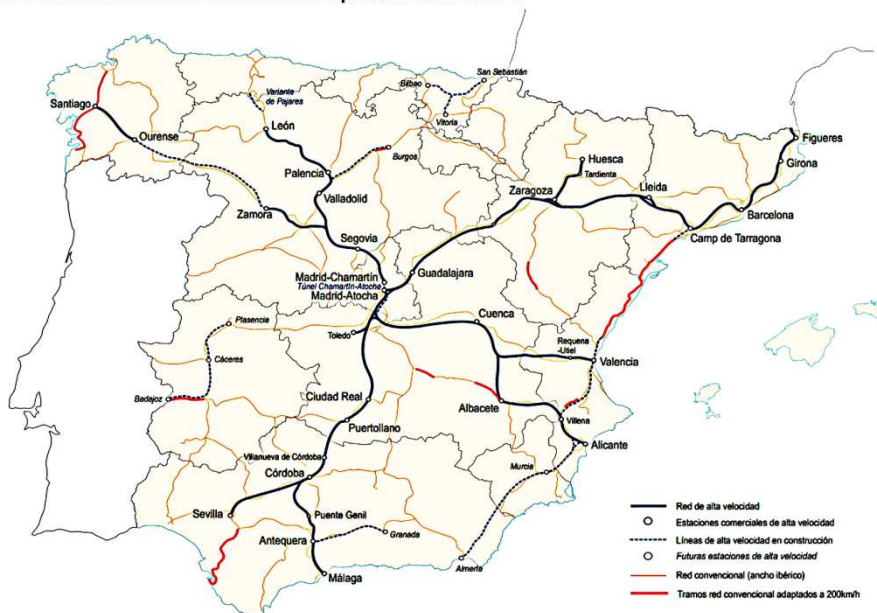 San Sebastián
Bilbao
Variante
de Pajares
Santiago
León
Vitoria
Ourense
Burgos
Figueres
Palencia
Huesca
Girona
Tardienta
Valladolid
Zaragoza
Lleida
Zamora
Barcelona
Segovia
Camp de Tarragona
Madrid-Chamartín
Guadalajara
Túnel Chamartín-Atocha
Madrid-Atocha
Plasencia
Cuenca
Toledo
Requena
-Utiel
Cáceres
Valencia
Badajoz
Ciudad Real
Albacete
Puertollano
Villena
Alicante
Villanueva de Córdoba
Murcia
Córdoba
Sevilla
Puente Genil
Granada
Antequera
Almería
Málaga
Red de alta velocidad
Estaciones comerciales de alta velocidad
Líneas de alta velocidad en construcción
Futuras estaciones de alta velocidad
Red convencional (ancho ibérico)
Tramos red convencional adaptados a 200km/h